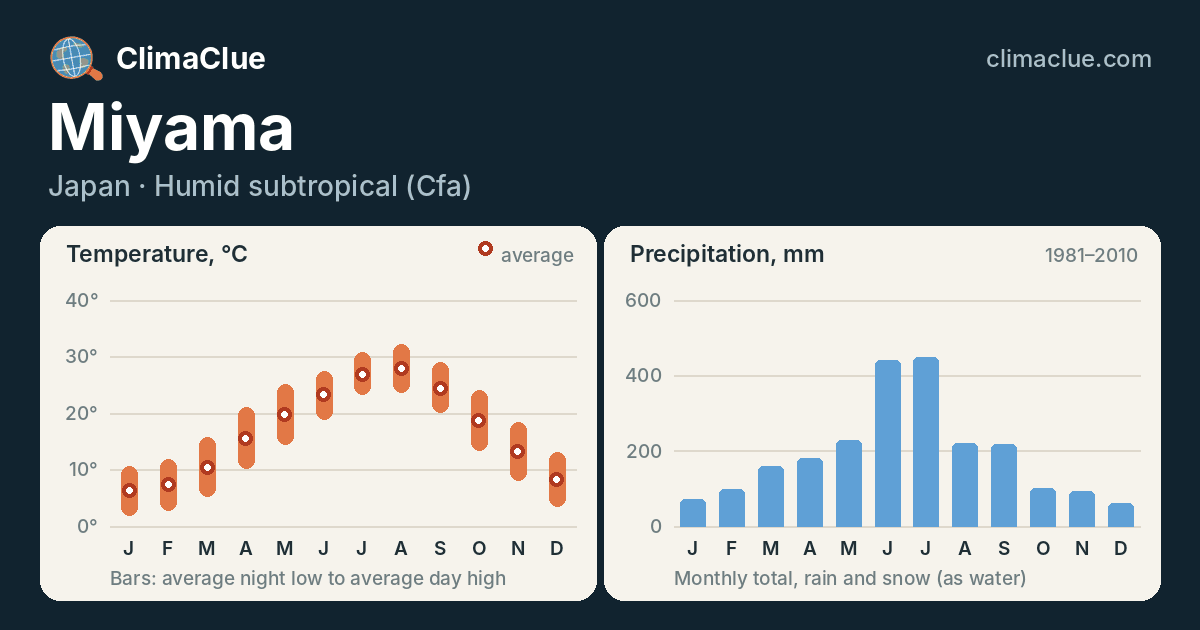 ClimaClue
climaclue.com
Miyama
Japan · Humid subtropical (Cfa)
Temperature, °C
average
40°
30°
20°
10°
0°
J F M A M J J A S O N D
Bars: average night low to average day high
Precipitation, mm
1981–2010
600
400
200
0
J F M A M J J A S O N D
Monthly total, rain and snow (as water)